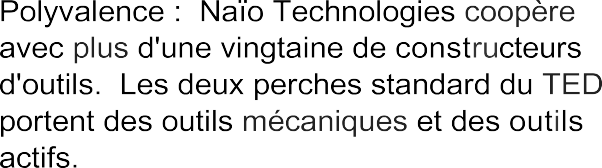 Polyvalence :  Naïo Technologies coopère
avec plus d'une vingtaine de constructeurs
d'outils.  Les deux perches standard du TED
portent des outils mécaniques et des outils
actifs.